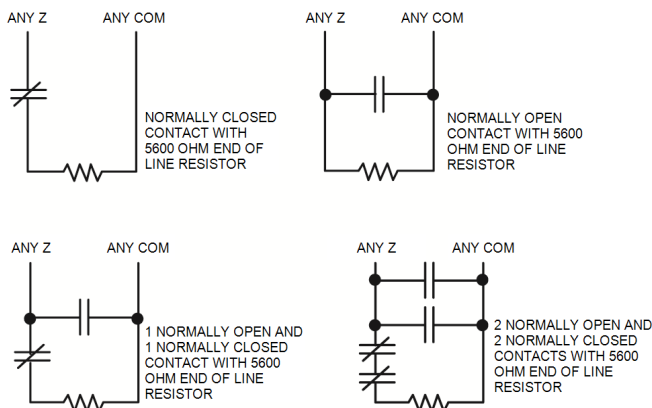 ANY Z
ANY COM
NORMALLY CLOSED
CONTACT WITH
5600 OHM END OF
LINE RESISTOR
ANY Z
ANY COM
NORMALLY OPEN
CONTACT WITH 5600
OHM END OF LINE
RESISTOR
ANY Z
ANY COM
1 NORMALLY OPEN AND
1 NORMALLY CLOSED
CONTACT WITH 5600
OHM END OF LINE
RESISTOR
ANY Z
ANY COM
2 NORMALLY OPEN AND
2 NORMALLY CLOSED
CONTACTS WITH 5600
OHM END OF LINE
RESISTOR